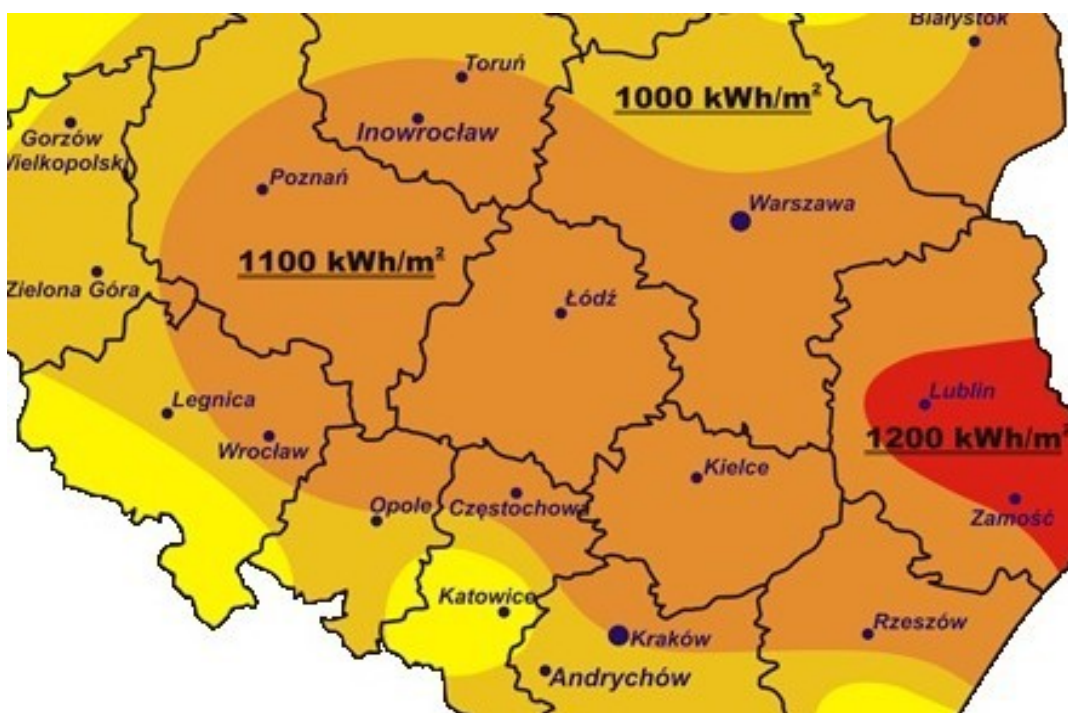 Białystok
Toruń
1000 kWh/m²
Gorzów
Wielkopolski
Inowrocław
Poznań
Warszawa
1100 kWh/m²
Zielona Góra
Łódź
Legnica
Lublin
Wrocław
1200 kWh/m²
Kielce
Opole
Częstochowa
Zamość
Katowice
Kraków
Rzeszów
Andrychów